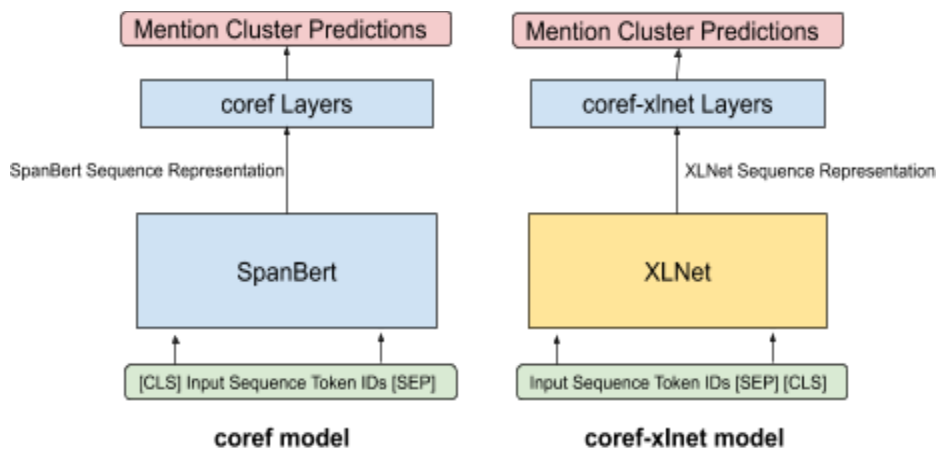 Mention Cluster Predictions
coref Layers
SpanBert Sequence Representation
SpanBert
[CLS] Input Sequence Token IDs [SEP]
coref model
Mention Cluster Predictions
coref-xlnet Layers
XLNet Sequence Representation
XLNet
Input Sequence Token IDs [SEP] [CLS]
coref-xlnet model